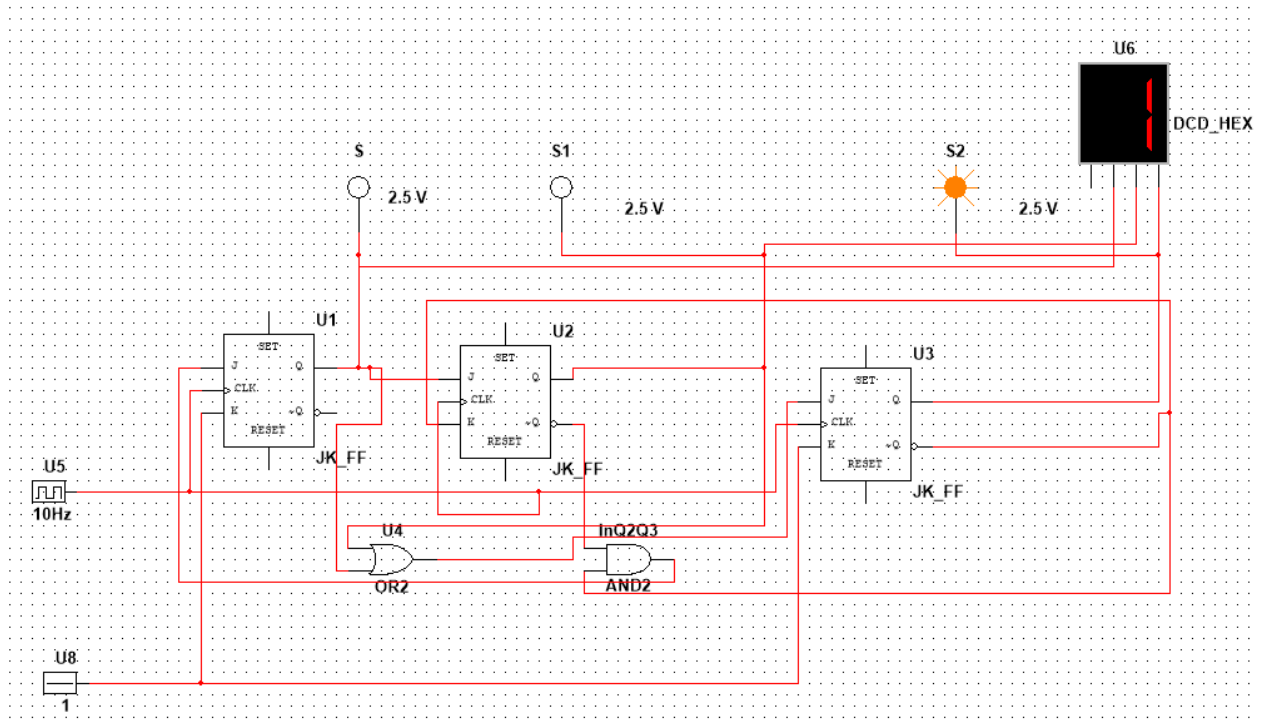 U6
DCD_HEX
S
2.5 V
S1
2.5 V
S2
2.5 V
U1
SET
J
Q
CLK
K
~Q
RESET
JK_FF
U2
SET
J
Q
CLK
K
~Q
RESET
JK_FF
U3
SET
J
Q
CLK
K
~Q
RESET
JK_FF
U5
10Hz
U4
OR2
InQ2Q3
AND2
U8
1